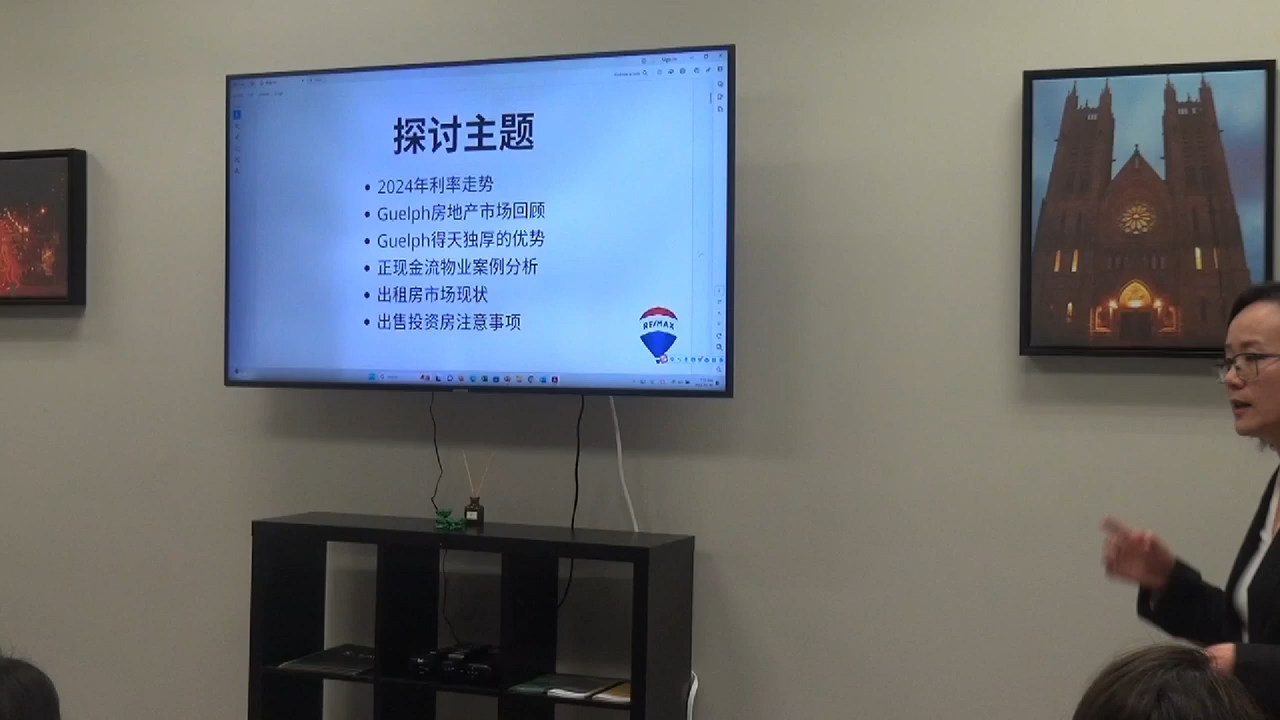 Sign in
探讨主题
• 2024年利率走势
• Guelph房地产市场回顾
• Guelph得天独厚的优势
• 正现金流物业案例分析
• 出租房市场现状
• 出售投资房注意事项
RE/MAX